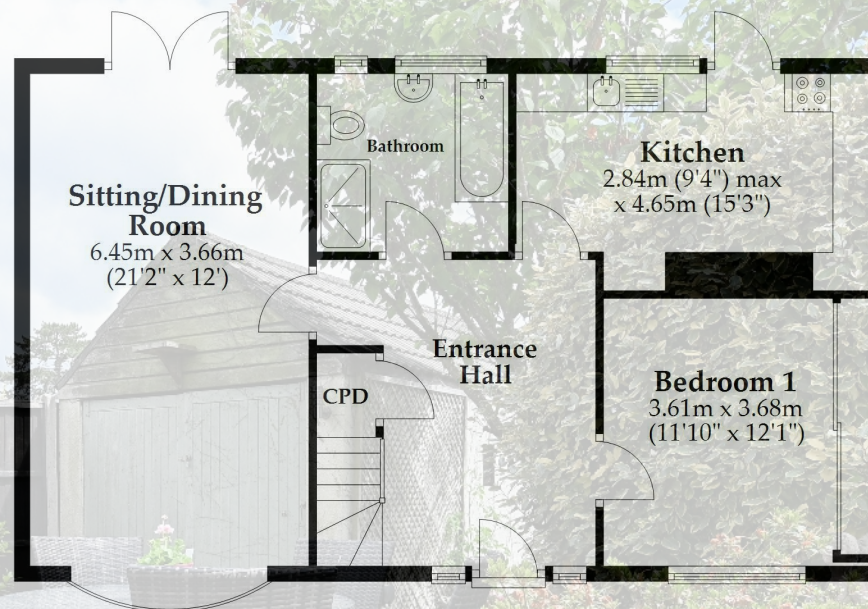 Sitting/Dining
Room
6.45m x 3.66m
(21'2" x 12')
Bathroom
Kitchen
2.84m (9'4") max
x 4.65m (15'3")
Entrance
Hall
CPD
Bedroom 1
3.61m x 3.68m
(11'10" x 12'1")